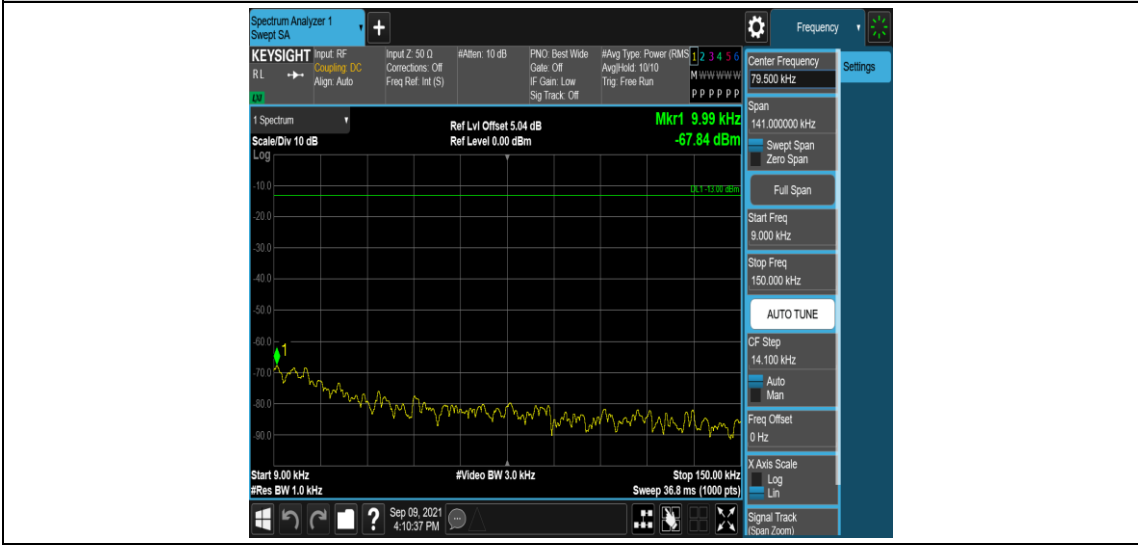 Spectrum Analyzer 1
Swept SA
+
Frequency
KEYSIGHT
RL
LM
Input: RF
Coupling: DC
Align: Auto
Input Z: 50 Ω
Corrections: Off
Freq Ref: Int (S)
#Atten: 10 dB
PNO: Best Wide
Gate: Off
IF Gain: Low
Sig Track: Off
#Avg Type: Power (RMS
Avg|Hold: 10/10
Trig: Free Run
1 2 3 4 5 6
M W W W W W
P P P P P P
1 Spectrum
Scale/Div 10 dB
Log
Ref Lvl Offset 5.04 dB
Ref Level 0.00 dBm
Mkr1 9.99 kHz
-67.84 dBm
DL1 -13.00 dBm
-10.0
-20.0
-30.0
-40.0
-50.0
-60.0
-70.0
-80.0
-90.0
1
Start 9.00 kHz
#Res BW 1.0 kHz
#Video BW 3.0 kHz
Stop 150.00 kHz
Sweep 36.8 ms (1000 pts)
Center Frequency
79.500 kHz
Span
141.000000 kHz
Swept Span
Zero Span
Full Span
Start Freq
9.000 kHz
Stop Freq
150.000 kHz
AUTO TUNE
CF Step
14.100 kHz
Auto
Man
Freq Offset
0 Hz
X Axis Scale
Log
Lin
Signal Track
(Span Zoom)
Settings
?
Sep 09, 2021
4:10:37 PM